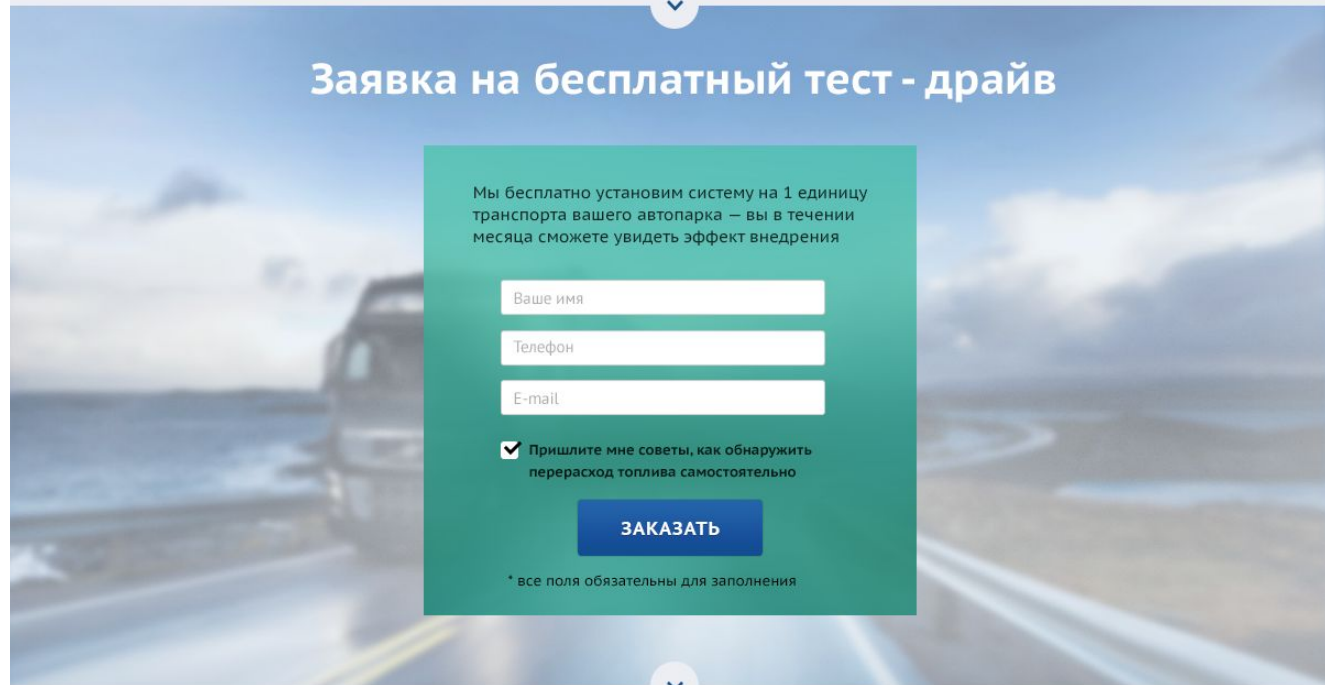 Заявка на бесплатный тест - драйв
Мы бесплатно установим систему на 1 единицу
транспорта вашего автопарка — вы в течении
месяца сможете увидеть эффект внедрения
Ваше имя
Телефон
E-mail
Пришлите мне советы, как обнаружить
перерасход топлива самостоятельно
ЗАКАЗАТЬ
* все поля обязательны для заполнения